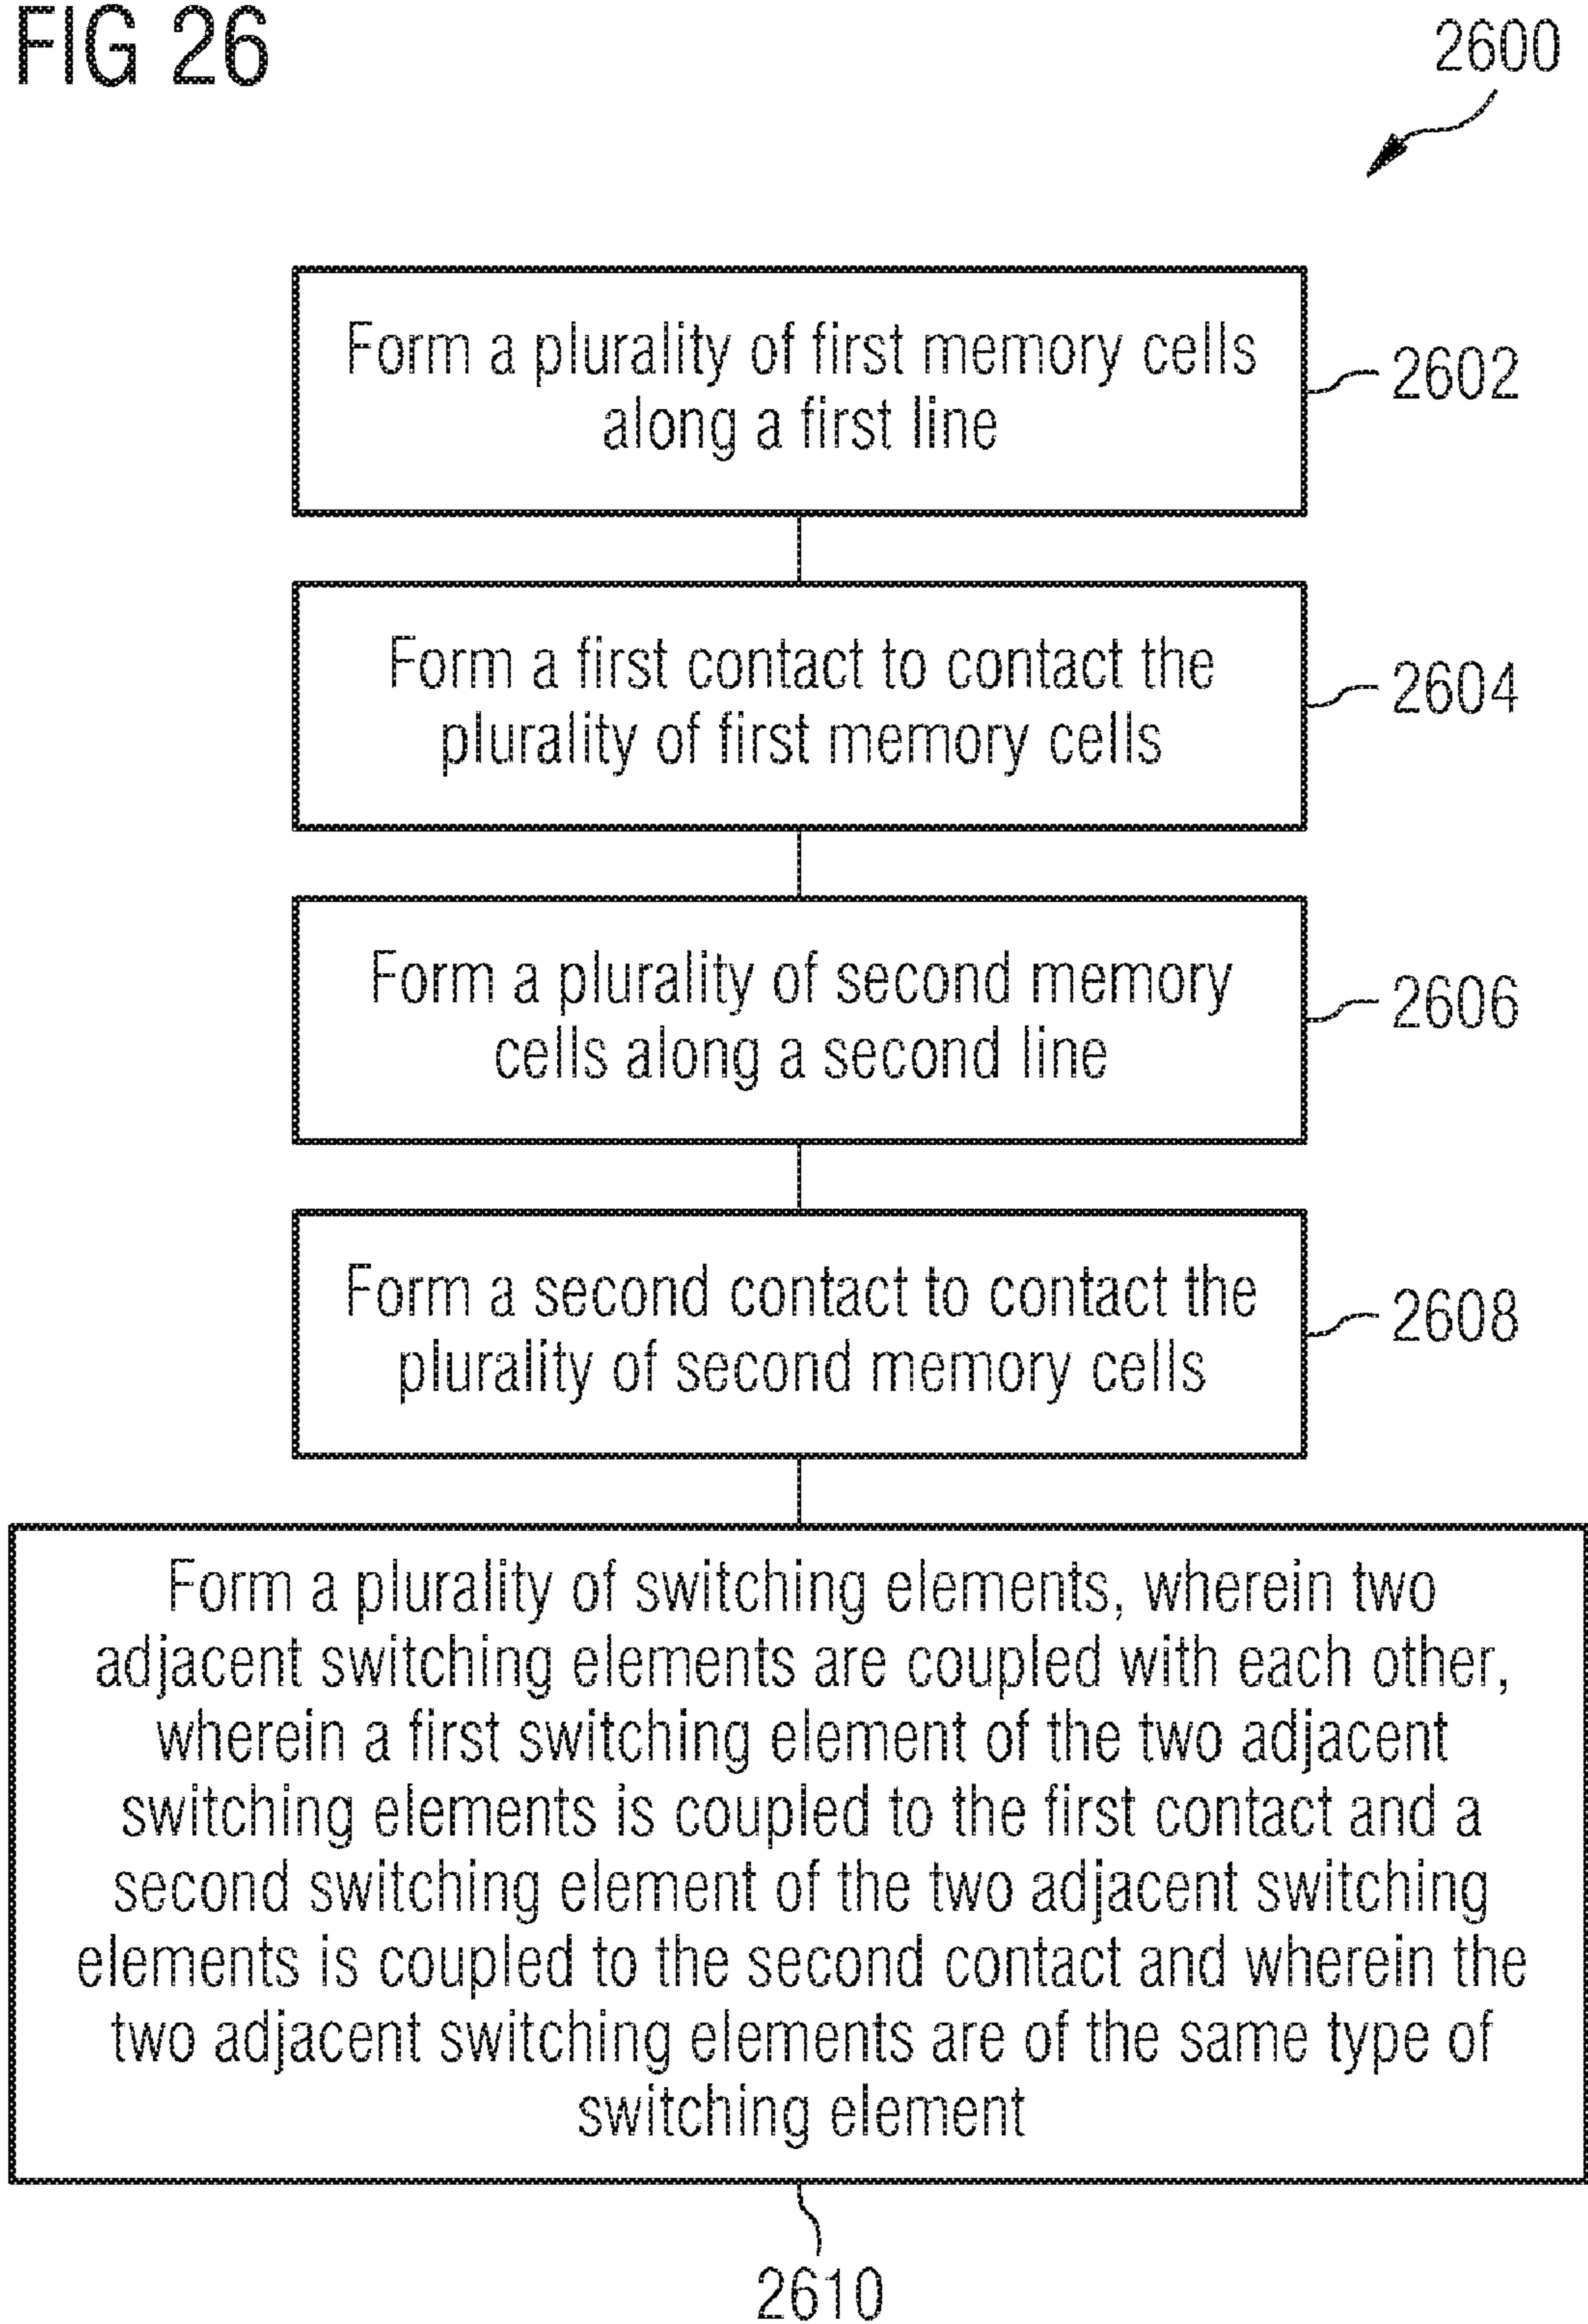 FIG 26
2600
Form a plurality of first memory cells
along a first line
2602
Form a first contact to contact the
plurality of first memory cells
2604
Form a plurality of second memory
cells along a second line
2606
Form a second contact to contact the
plurality of second memory cells
2608
Form a plurality of switching elements, wherein two
adjacent switching elements are coupled with each other,
wherein a first switching element of the two adjacent
switching elements is coupled to the first contact and a
second switching element of the two adjacent switching
elements is coupled to the second contact and wherein the
two adjacent switching elements are of the same type of
switching element
2610